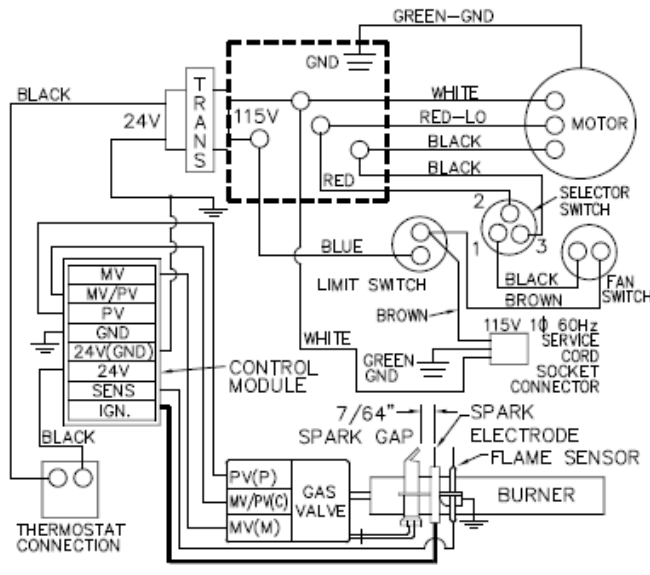 GREEN-GND
GND
BLACK
24V
TRANS
115V
WHITE
RED-LO
BLACK
BLACK
RED
MOTOR
SELECTOR
SWITCH
2
1
3
BLUE
LIMIT SWITCH
BLACK
BROWN
FAN
SWITCH
BROWN
WHITE
GREEN
GND
115V 1Ø 60Hz
SERVICE
CORD
SOCKET
CONNECTOR
MV
MV/PV
PV
GND
24V(GND)
24V
SENS
IGN.
CONTROL
MODULE
BLACK
THERMOSTAT
CONNECTION
7/64"
SPARK GAP
SPARK
ELECTRODE
FLAME SENSOR
PV(P)
MV/PV(C)
MV(M)
GAS
VALVE
BURNER